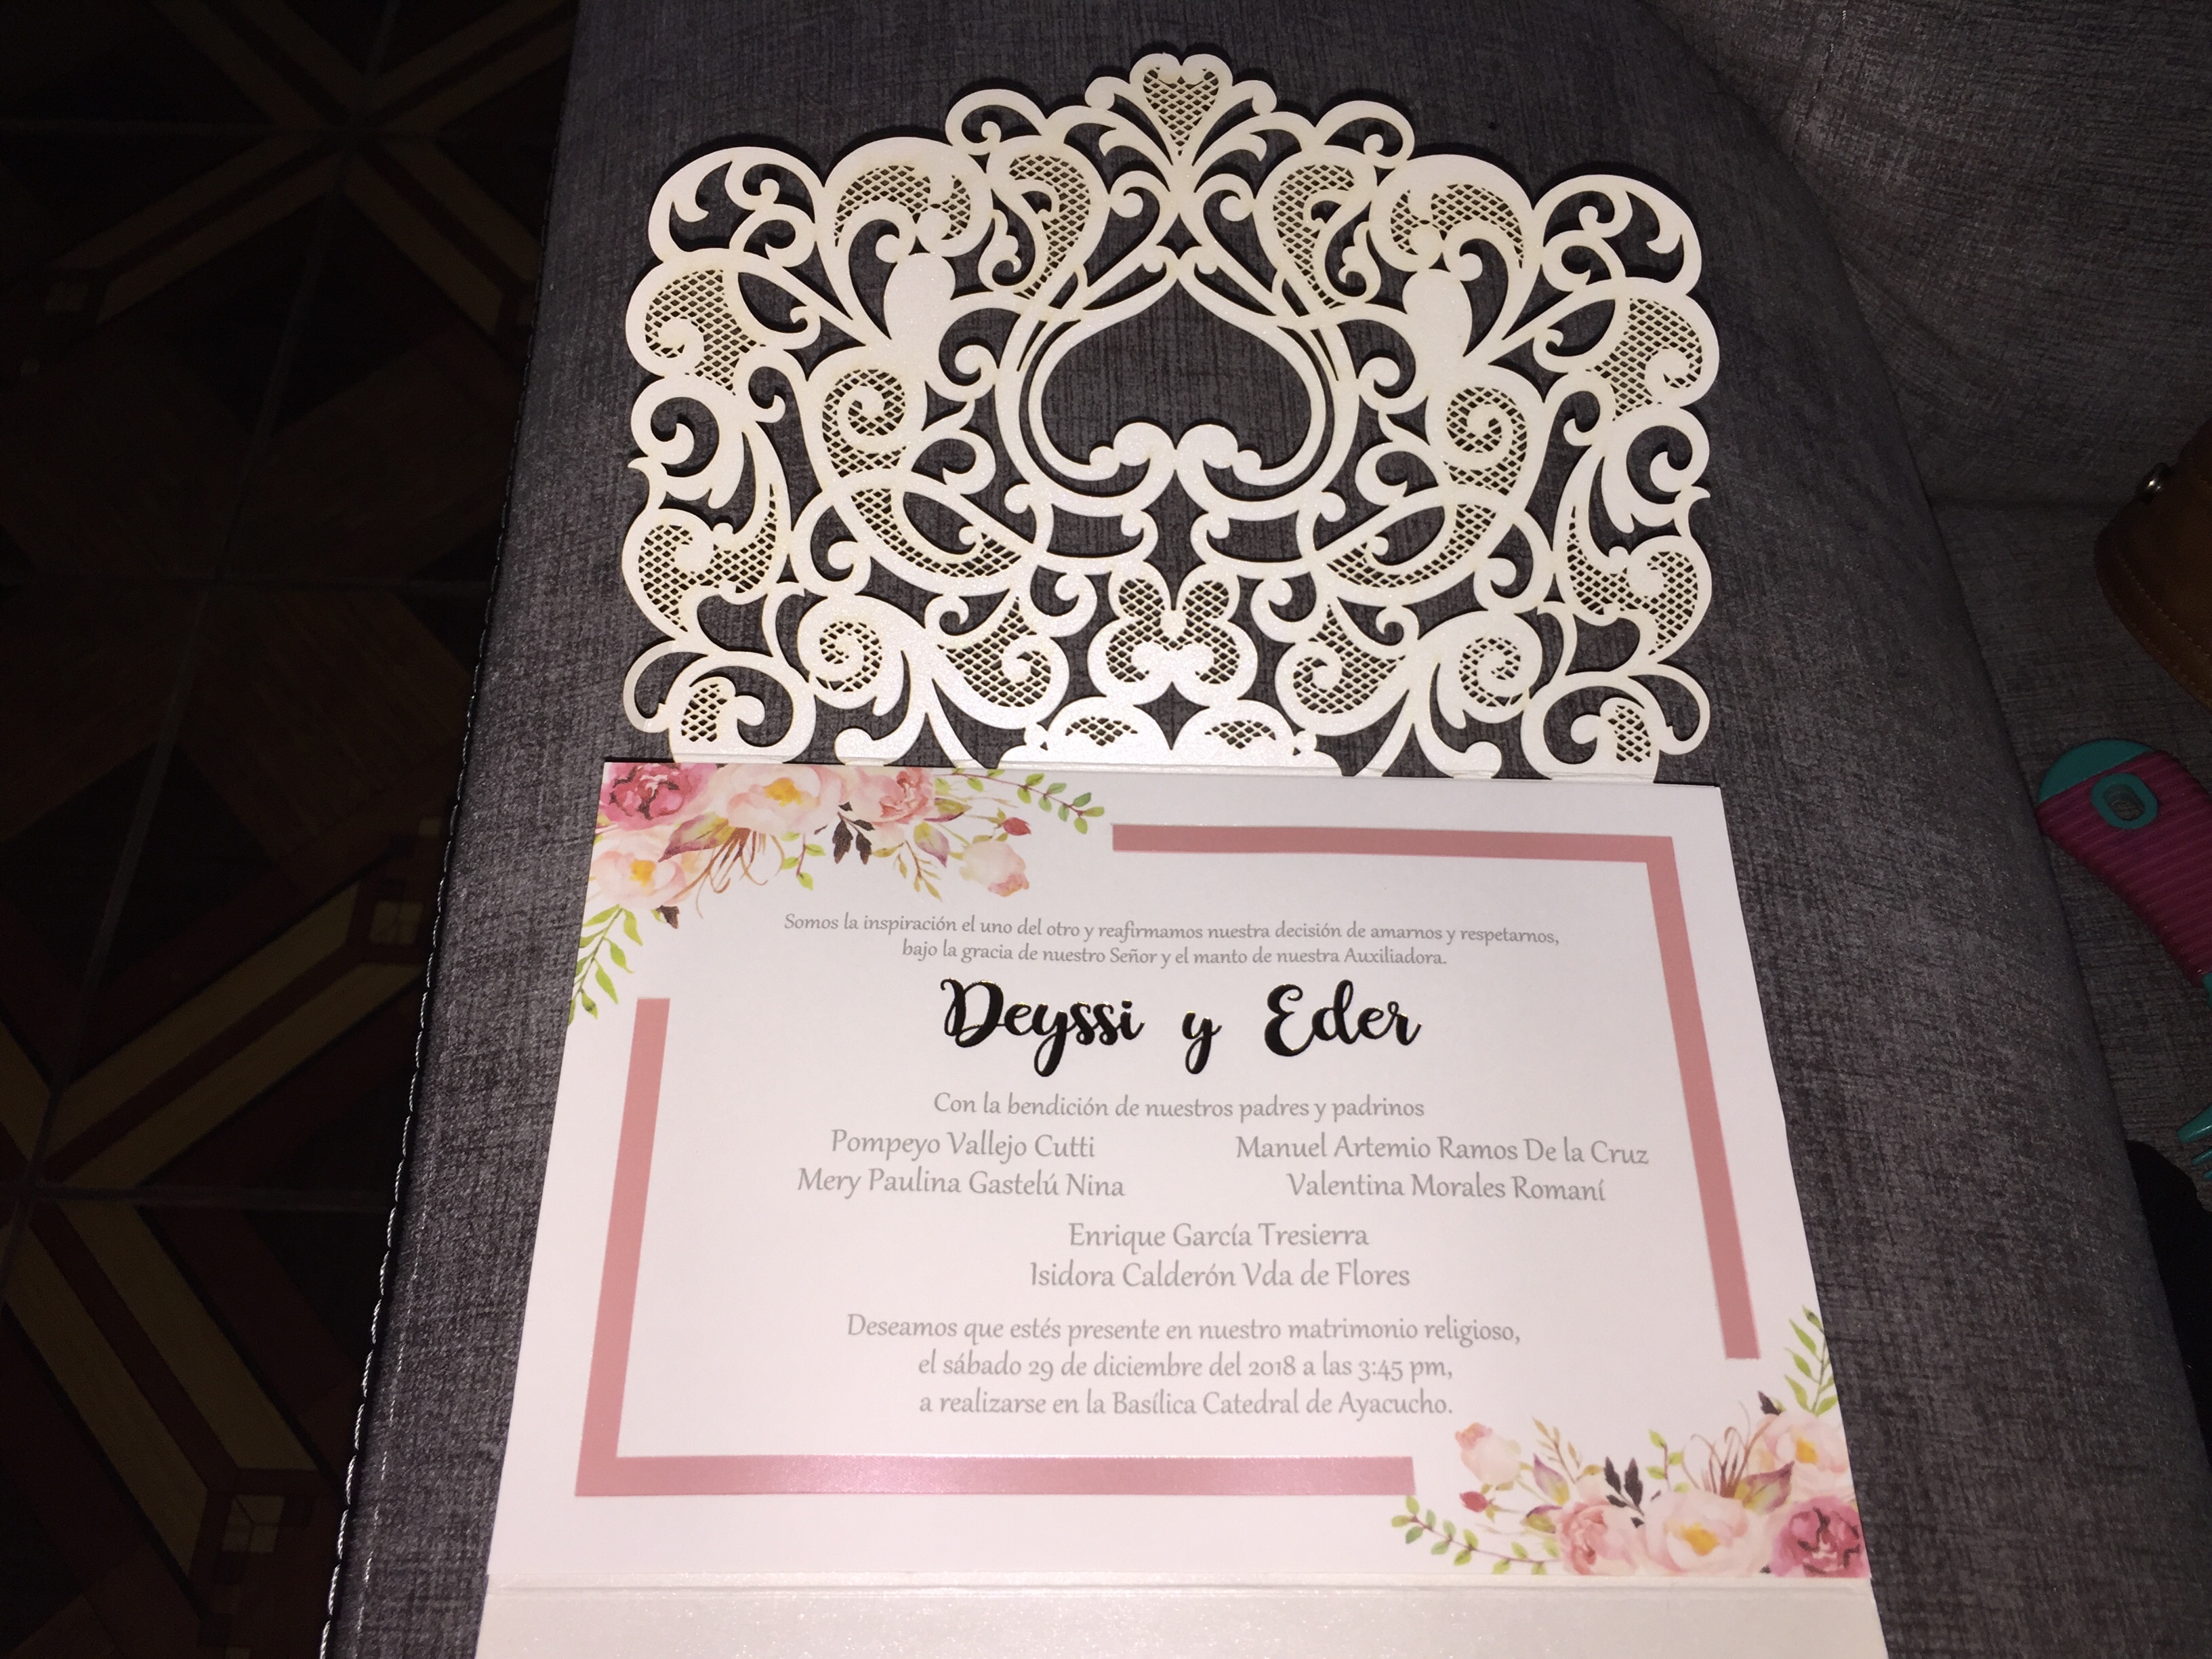 Somos la inspiración el uno del otro y reafirmamos nuestra decisión de amarnos y respetarnos,
bajo la gracia de nuestro Señor y el manto de nuestra Auxiliadora.
Deyssi y Eder
Con la bendición de nuestros padres y padrinos
Pompeyo Vallejo Cutti
Mery Paulina Gastelú Nina
Manuel Artemio Ramos De la Cruz
Valentina Morales Romaní
Enrique García Tresierra
Isidora Calderón Vda de Flores
Deseamos que estés presente en nuestro matrimonio religioso,
el sábado 29 de diciembre del 2018 a las 3:45 pm,
a realizarse en la Basílica Catedral de Ayacucho.